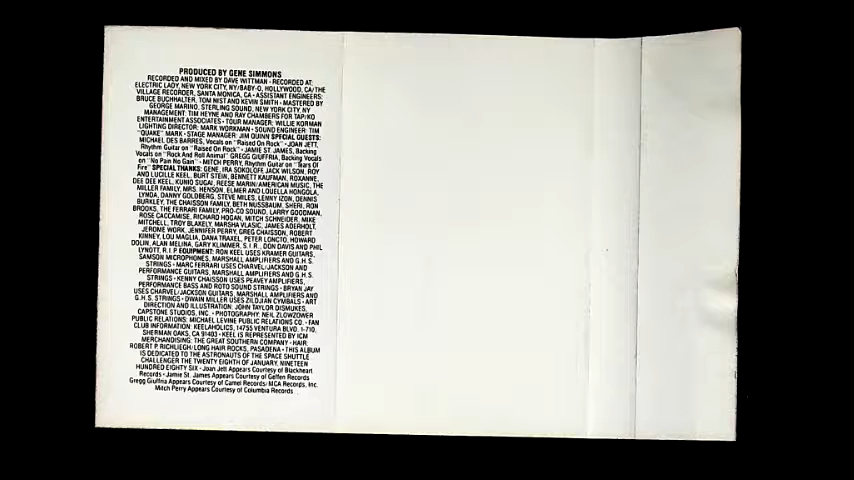 PRODUCED BY GENE SIMMONS
RECORDED AND MIXED BY DAVE WITTMAN • RECORDED AT:
ELECTRIC LADY, NEW YORK CITY, NY/BABY-O, HOLLYWOOD, CA/THE
VILLAGE RECORDER, SANTA MONICA, CA • ASSISTANT ENGINEERS:
BRUCE BUCHHALTER, TOM NIST AND KEVIN SMITH • MASTERED BY
GEORGE MARINO, STERLING SOUND, NEW YORK CITY, NY
MANAGEMENT: TIM HEYNE AND RAY CHAMBERS FOR TAP/KO
ENTERTAINMENT ASSOCIATES • TOUR MANAGER: WILLIE KORMAN
LIGHTING DIRECTOR: MARK WORKMAN • SOUND ENGINEER: TIM
"QUAKE" MARK • STAGE MANAGER: JIM QUINN SPECIAL GUESTS:
MICHAEL DES BARRES, Vocals on "Raised On Rock" • JOAN JETT,
Rhythm Guitar on "Raised On Rock" • JAMIE ST. JAMES, Backing
Vocals on "Rock And Roll Animal" GREGG GIUFFRIA, Backing Vocals
on "No Pain No Gain" • MITCH PERRY, Rhythm Guitar on "Tears Of
Fire" SPECIAL THANKS: GENE, IRA SOKOLOFF, JACK WILSON, ROY
AND LUCILLE KEEL, BURT STEIN, BENNETT KAUFMAN, ROXANNE,
DEE DEE KEEL, KUNIO SUGAI, REESE MARIN/AMERICAN MUSIC, THE
MILLER FAMILY, MRS. HENSON, ELMER AND LOUELLA HONGOLA,
LYNDA, DANNY GOLDBERG, STEVE MILES, LENNY IZON, DENNIS
BURKLEY, THE CHAISSON FAMILY, BETH NUSSBAUM, SHERI, RON
BROOKS, THE FERRARI FAMILY, PRO-CO SOUND, LARRY GOODMAN,
ROSE CACCAMISE, RICHARD HOGAN, MITCH SCHNEIDER, MIKE
MITCHELL, TROY BLAKELY, MARSHA VLASIC, JAMES ADERHOLT,
JEROME WORK, JENNIFER PERRY, GREG CHAISSON, ROBERT
KINNEY, LOU MAGLIA, DANA TRAXEL, PETER LONCTO, HOWARD
DOLIN, ALAN MELINA, GARY KLIMMER, S.I.R., DON DAVIS AND PHIL
LYNOTT, R.I.P. EQUIPMENT: RON KEEL USES KRAMER GUITARS,
SAMSON MICROPHONES, MARSHALL AMPLIFIERS AND G.H.S.
STRINGS • MARC FERRARI USES CHARVEL/JACKSON AND
PERFORMANCE GUITARS, MARSHALL AMPLIFIERS AND G.H.S.
STRINGS • KENNY CHAISSON USES PEAVEY AMPLIFIERS,
PERFORMANCE BASS AND ROTO SOUND STRINGS • BRYAN JAY
USES CHARVEL/JACKSON GUITARS, MARSHALL AMPLIFIERS AND
G.H.S. STRINGS • DWAIN MILLER USES ZILDJIAN CYMBALS • ART
DIRECTION AND ILLUSTRATION: JOHN TAYLOR DISMUKES,
CAPSTONE STUDIOS, INC. • PHOTOGRAPHY: NEIL ZLOZOWER
PUBLIC RELATIONS: MICHAEL LEVINE PUBLIC RELATIONS CO. • FAN
CLUB INFORMATION: KEELAHOLICS, 14755 VENTURA BLVD. 1-710,
SHERMAN OAKS, CA 91403 • KEEL IS REPRESENTED BY ICM
MERCHANDISING: THE GREAT SOUTHERN COMPANY • HAIR:
ROBERT P. RICHLIEGH/LONG HAIR ROCKS, PASADENA • THIS ALBUM
IS DEDICATED TO THE ASTRONAUTS OF THE SPACE SHUTTLE
CHALLENGER THE TWENTY EIGHTH OF JANUARY, NINETEEN
HUNDRED EIGHTY SIX • Joan Jett Appears Courtesy of Blackheart
Records • Jamie St. James Appears Courtesy of Geffen Records
Gregg Giuffria Appears Courtesy of Camel Records/MCA Records, Inc.
Mitch Perry Appears Courtesy of Columbia Records